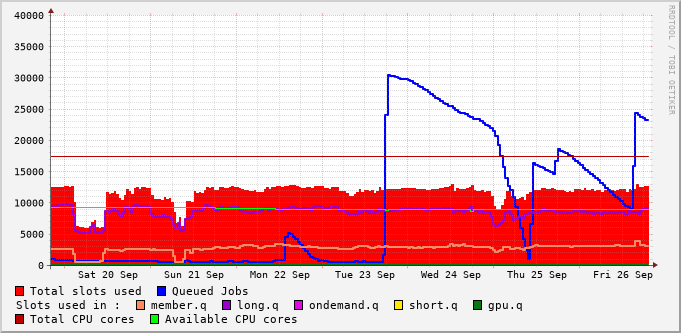 40000
35000
30000
25000
20000
15000
10000
5000
0
Sat 20 Sep Sun 21 Sep Mon 22 Sep Tue 23 Sep Wed 24 Sep Thu 25 Sep Fri 26 Sep
RRDTOOL / TOBI OETIKER
Total slots used Queued Jobs
Slots used in : member.q long.q ondemand.q short.q gpu.q
Total CPU cores Available CPU cores